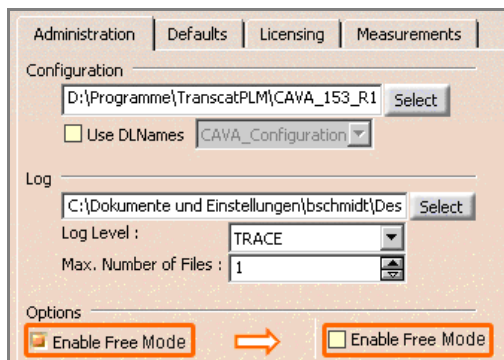 Administration Defaults Licensing Measurements
Configuration
D:\Programme\TranscatPLM\CAVA_153_R1 Select
Use DLNames CAVA_Configuration
Log
C:\Dokumente und Einstellungen\bschmidt\Des Select
Log Level : TRACE
Max. Number of Files : 1
Options
Enable Free Mode Enable Free Mode